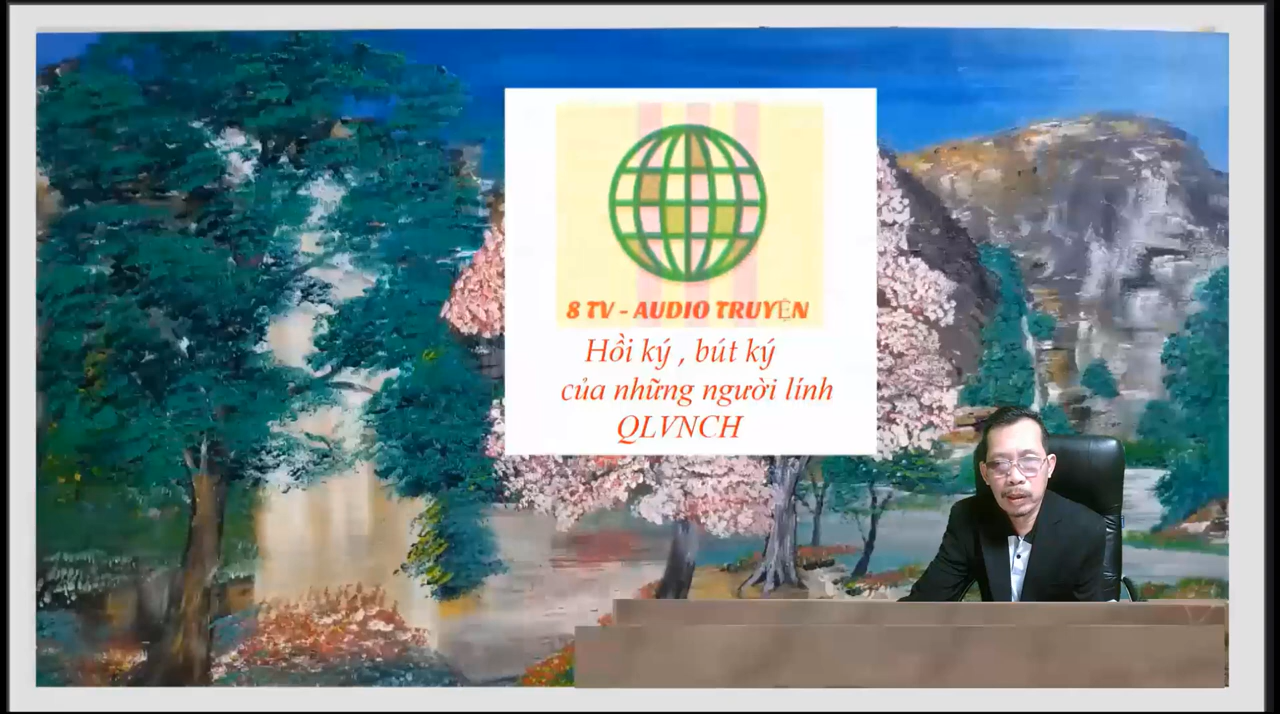 8 TV - AUDIO TRUYỆN
Hồi ký , bút ký
của những người lính
QLVNCH